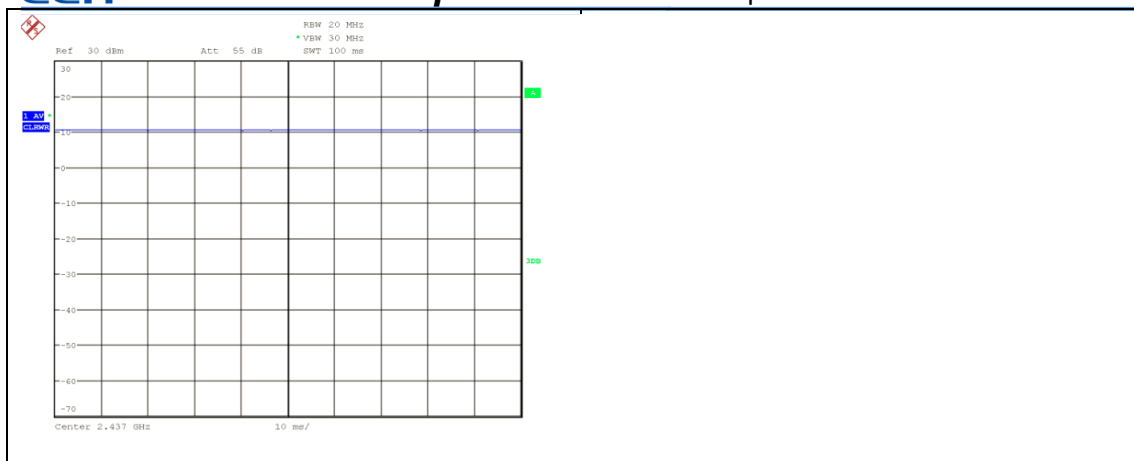 RBW 20 MHz
* VBW 30 MHz
Ref 30 dBm Att 55 dB SWT 100 ms
30
20
10
0
-10
-20
-30
-40
-50
-60
-70
1 AV *
CLRWR
A
3DB
Center 2.437 GHz 10 ms/